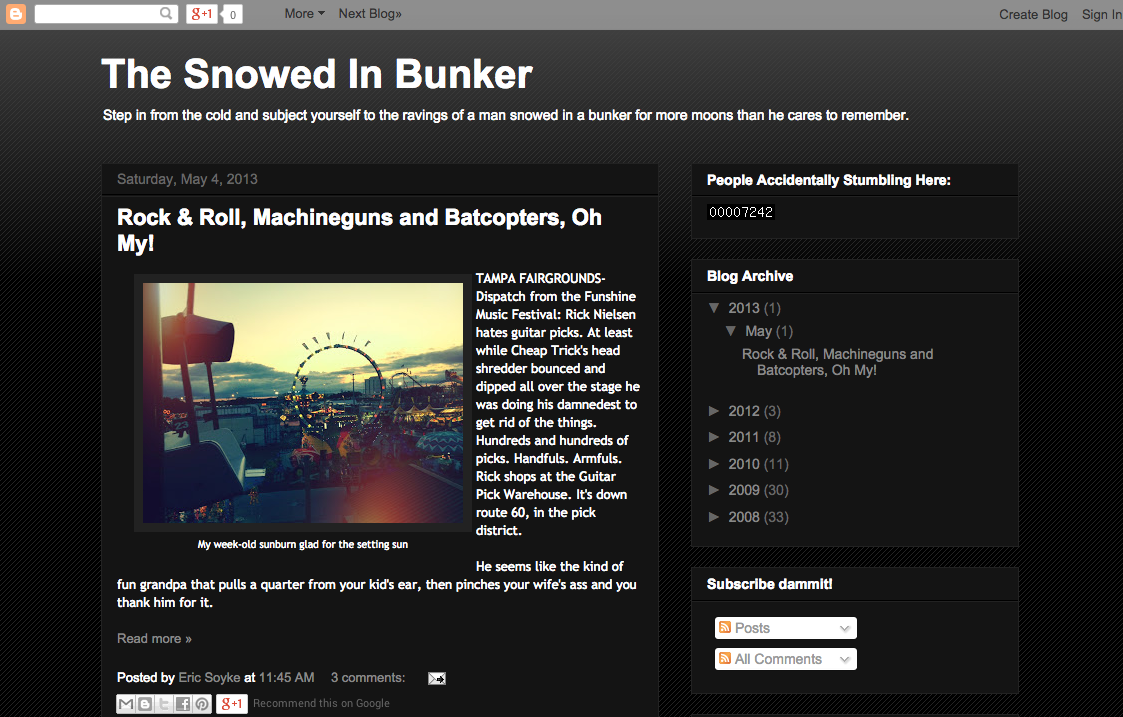 g+1 0 More Next Blog» Create Blog Sign In
The Snowed In Bunker
Step in from the cold and subject yourself to the ravings of a man snowed in a bunker for more moons than he cares to remember.
Saturday, May 4, 2013
Rock & Roll, Machineguns and Batcopters, Oh
My!
TAMPA FAIRGROUNDS-
Dispatch from the Funshine
Music Festival: Rick Nielsen
hates guitar picks. At least
while Cheap Trick's head
shredder bounced and
dipped all over the stage he
was doing his damnedest to
get rid of the things.
Hundreds and hundreds of
picks. Handfuls. Armfuls.
Rick shops at the Guitar
Pick Warehouse. It's down
route 60, in the pick
district.
My week-old sunburn glad for the setting sun
He seems like the kind of
fun grandpa that pulls a quarter from your kid's ear, then pinches your wife's ass and you
thank him for it.
Read more »
Posted by Eric Soyke at 11:45 AM 3 comments:
g+1 Recommend this on Google
People Accidentally Stumbling Here:
00007242
Blog Archive
▼ 2013 (1)
▼ May (1)
Rock & Roll, Machineguns and
Batcopters, Oh My!
► 2012 (3)
► 2011 (8)
► 2010 (11)
► 2009 (30)
► 2008 (33)
Subscribe dammit!
Posts
All Comments